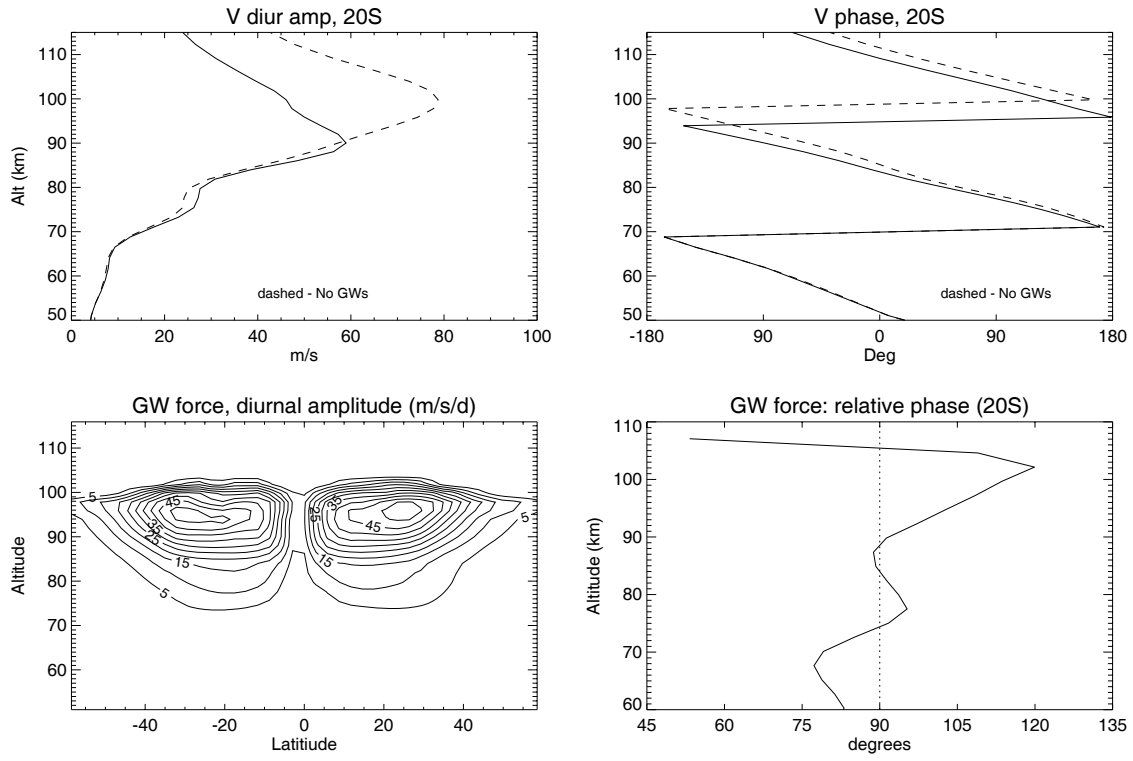 V diur amp, 20S
110
100
90
80
70
60
50
Alt (km)
dashed - No GWs
0 20 40 60 80 100
m/s
V phase, 20S
110
100
90
80
70
60
50
dashed - No GWs
-180 90 0 90 180
Deg
GW force, diurnal amplitude (m/s/d)
110
100
90
80
70
60
Altitude
5 45 35 25 15 5
25 35 45 15 5
-40 -20 0 20 40
Latitiude
GW force: relative phase (20S)
110
100
90
80
70
60
Altitude (km)
45 60 75 90 105 120 135
degrees